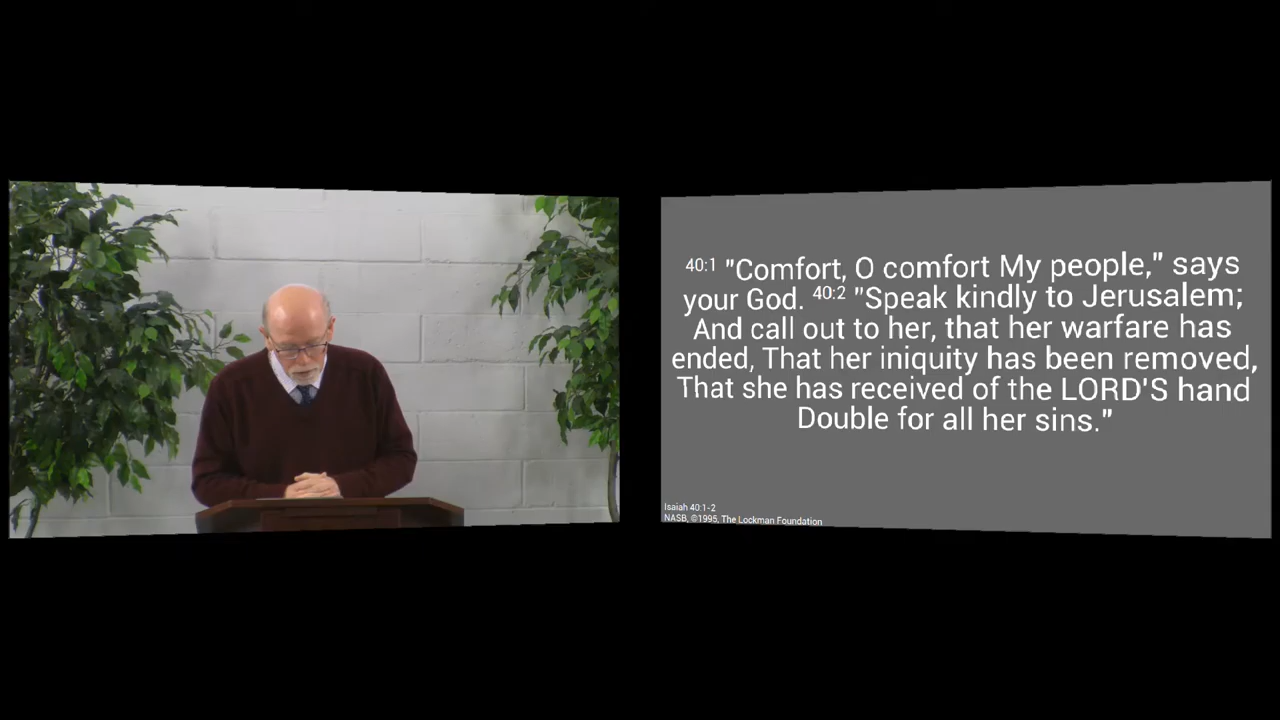 40:1 "Comfort, O comfort My people," says
your God. 40:2 "Speak kindly to Jerusalem;
And call out to her, that her warfare has
ended, That her iniquity has been removed,
That she has received of the LORD'S hand
Double for all her sins."
Isaiah 40:1-2
NASB, ©1995, The Lockman Foundation